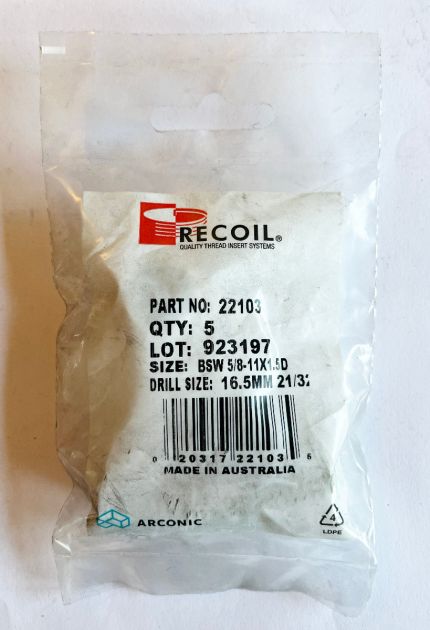 RECOIL®
QUALITY THREAD INSERT SYSTEMS
PART NO: 22103
QTY: 5
LOT: 923197
SIZE: BSW 5/8-11X1.5D
DRILL SIZE: 16.5MM 21/32
0 20317 22103 5
MADE IN AUSTRALIA
ARCONIC
4
LDPE